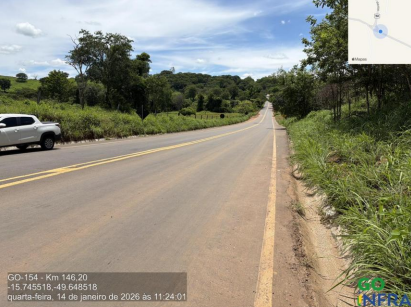 Mapas
GO-154 - Km 146.20
-15.745518,-49.648518
quarta-feira, 14 de janeiro de 2026 às 11:24:01
GO
INFRA